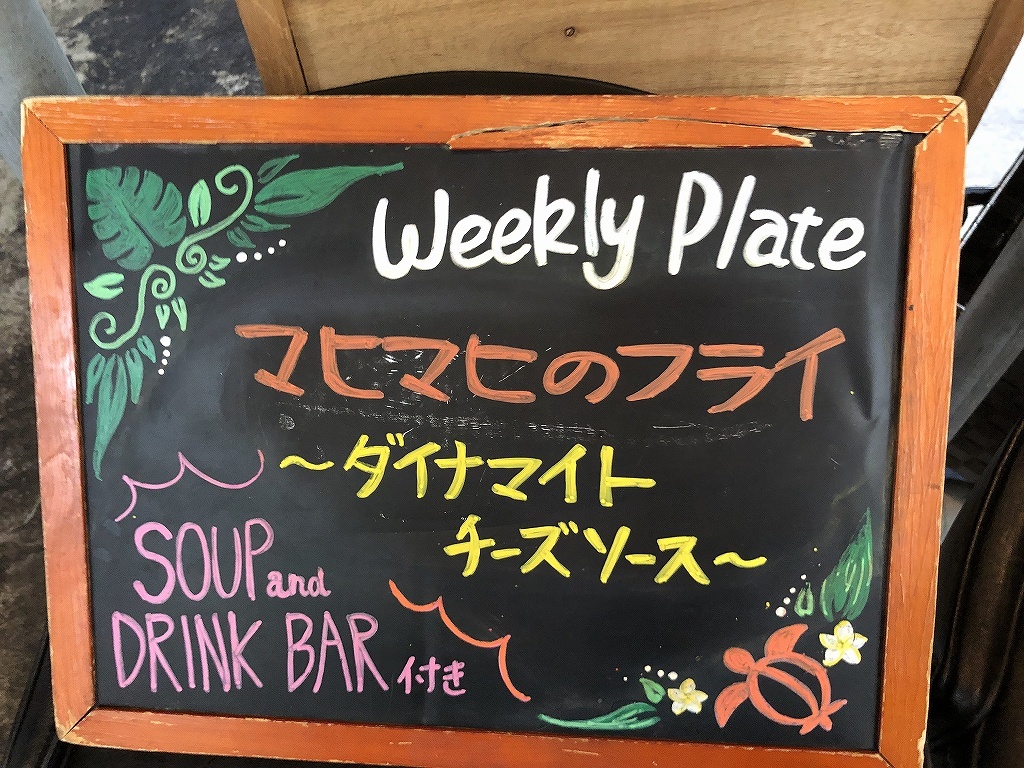 Weekly Plate
マヒマヒのフライ
～ダイナマイト
チーズソース～
SOUP and
DRINK BAR 付き